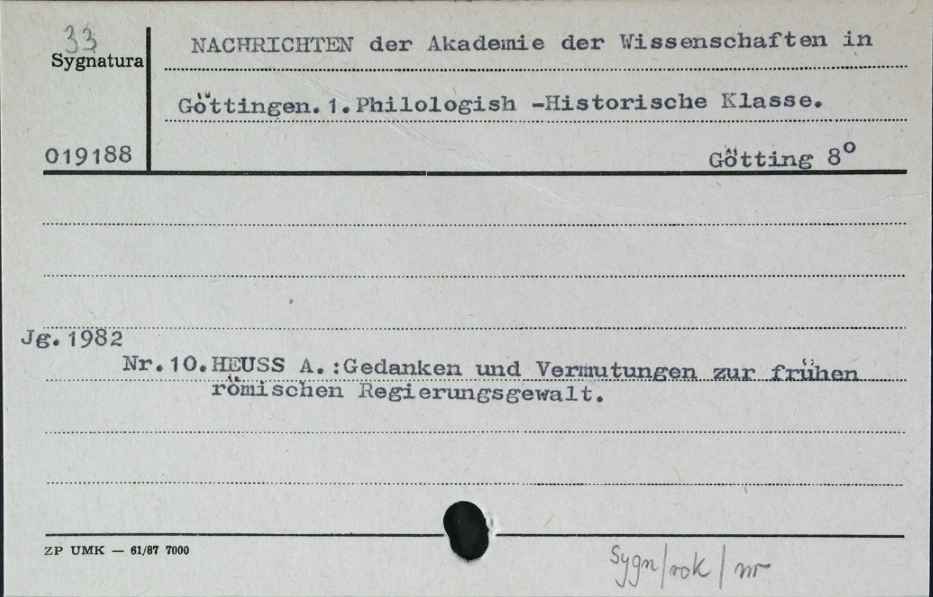 33
Sygnatura
NACHRICHTEN der Akademie der Wissenschaften in
Göttingen. 1. Philologish -Historische Klasse.
019188
Götting 8°
Jg. 1982
Nr. 10. HEUSS A. :Gedanken und Vermutungen zur frühen
römischen Regierungsgewalt.
ZP UMK — 61/87 7000
Sygn/rok/nr